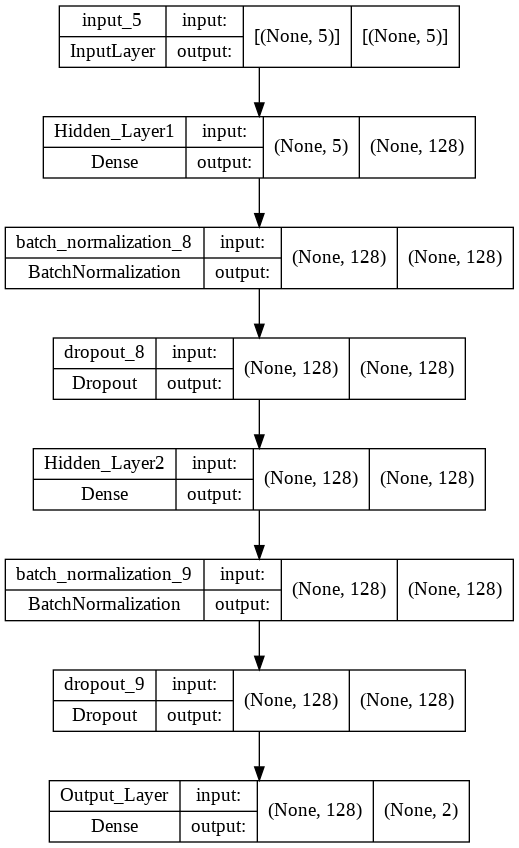 input_5 input: [(None, 5)] [(None, 5)]
InputLayer output:
Hidden_Layer1 input: (None, 5) (None, 128)
Dense output:
batch_normalization_8 input: (None, 128) (None, 128)
BatchNormalization output:
dropout_8 input: (None, 128) (None, 128)
Dropout output:
Hidden_Layer2 input: (None, 128) (None, 128)
Dense output:
batch_normalization_9 input: (None, 128) (None, 128)
BatchNormalization output:
dropout_9 input: (None, 128) (None, 128)
Dropout output:
Output_Layer input: (None, 128) (None, 2)
Dense output: